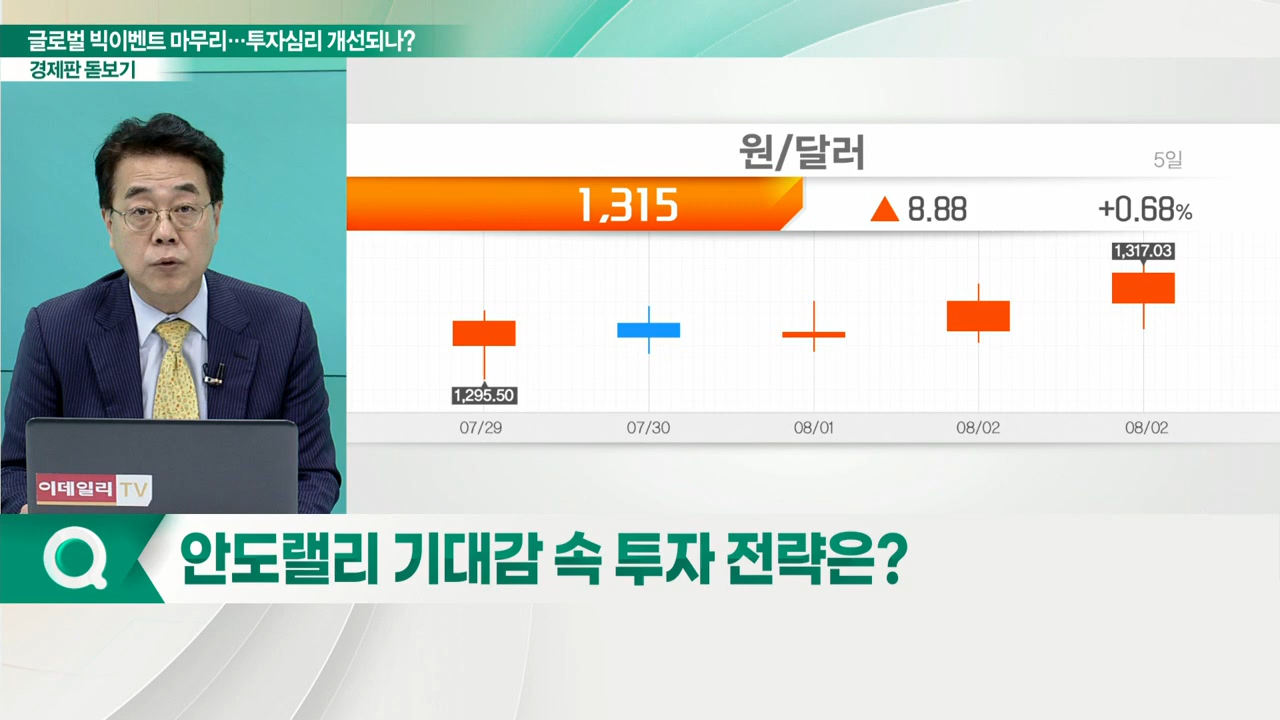 글로벌 빅이벤트 마무리…투자심리 개선되나?
경제판 돋보기
원/달러
5일
1,315
▲ 8.88
+0.68%
1,317.03
1,295.50
07/29
07/30
08/01
08/02
08/02
이데일리 TV
안도랠리 기대감 속 투자 전략은?